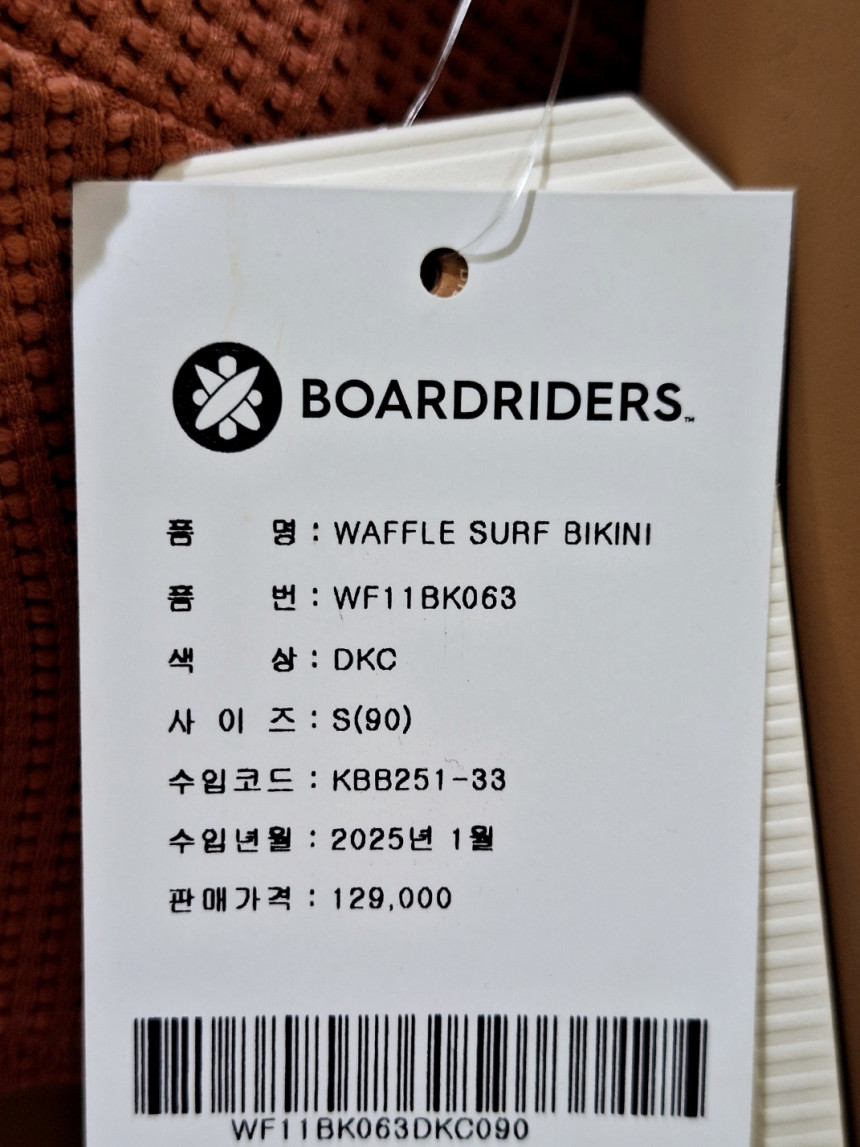 BOARDRIDERS™
품 명 : WAFFLE SURF BIKINI
품 번 : WF11BK063
색 상 : DKC
사 이 즈 : S(90)
수입코드 : KBB251-33
수입년월 : 2025년 1월
판매가격 : 129,000
WF11BK063DKC090